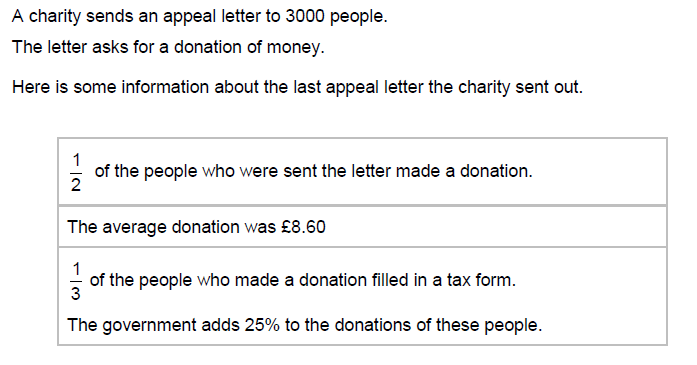 A charity sends an appeal letter to 3000 people.
The letter asks for a donation of money.
Here is some information about the last appeal letter the charity sent out.
1/2 of the people who were sent the letter made a donation.
The average donation was £8.60
1/3 of the people who made a donation filled in a tax form.
The government adds 25% to the donations of these people.